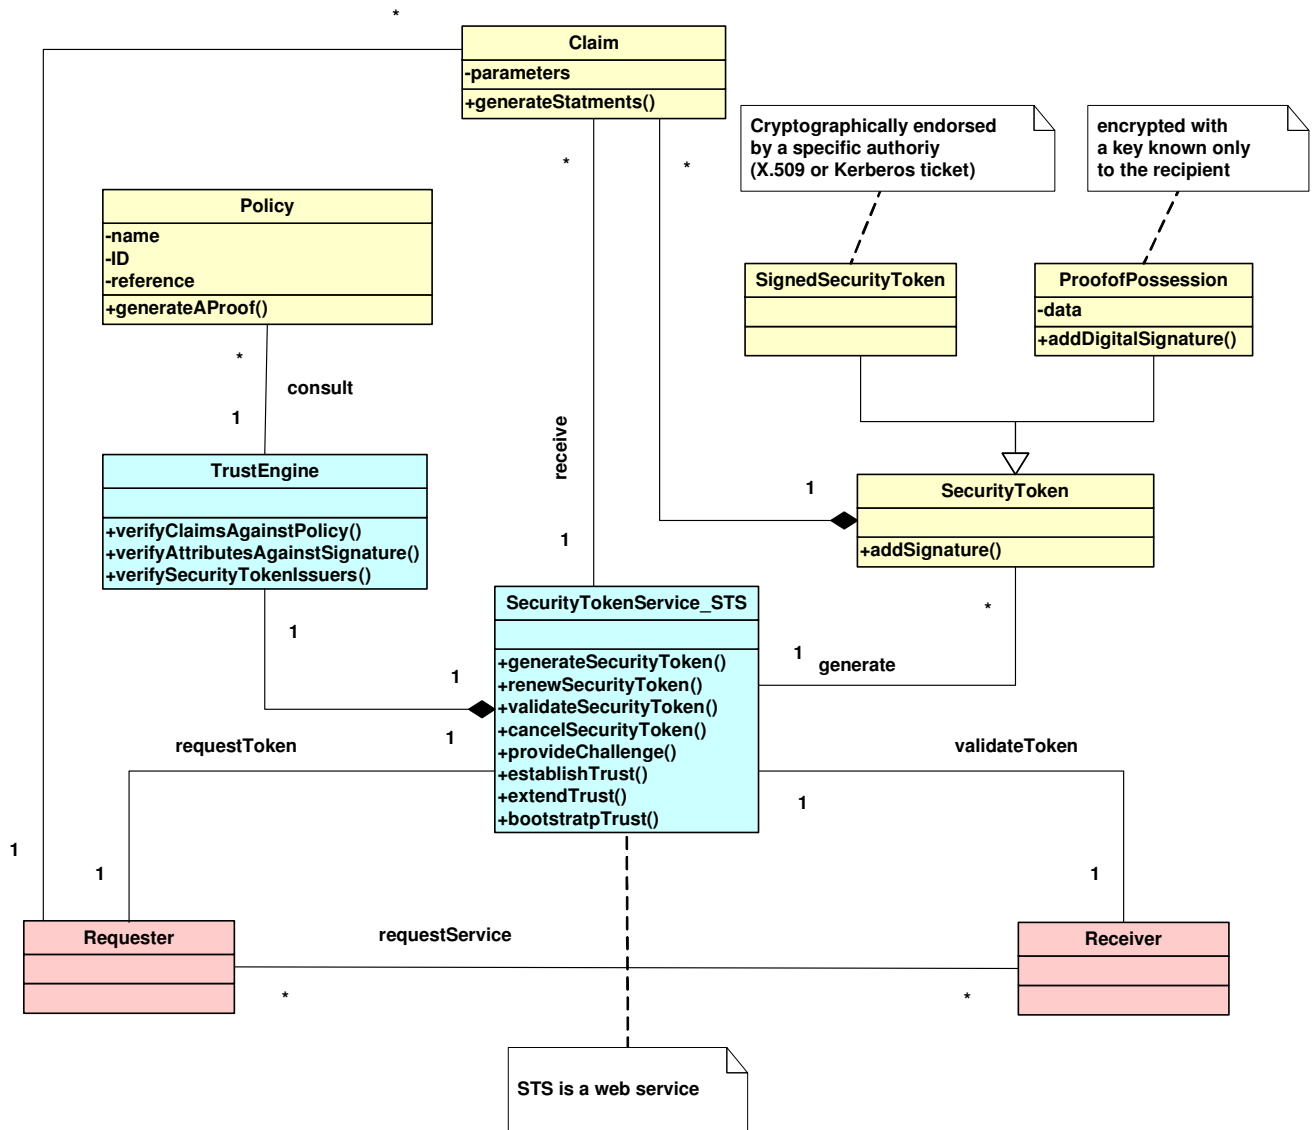 *
Claim
-parameters
+generateStatments()
Cryptographically endorsed
by a specific authoriy
(X.509 or Kerberos ticket)
encrypted with
a key known only
to the recipient
*
*
Policy
-name
-ID
-reference
+generateAProof()
SignedSecurityToken
ProofofPossession
-data
+addDigitalSignature()
*
consult
1
receive
TrustEngine
+verifyClaimsAgainstPolicy()
+verifyAttributesAgainstSignature()
+verifySecurityTokenIssuers()
1
SecurityToken
+addSignature()
1
SecurityTokenService_STS
+generateSecurityToken()
+renewSecurityToken()
+validateSecurityToken()
+cancelSecurityToken()
+provideChallenge()
+establishTrust()
+extendTrust()
+bootstratpTrust()
*
1
1
generate
1
1
requestToken
validateToken
1
1
1
1
Requester
requestService
Receiver
*
*
STS is a web service